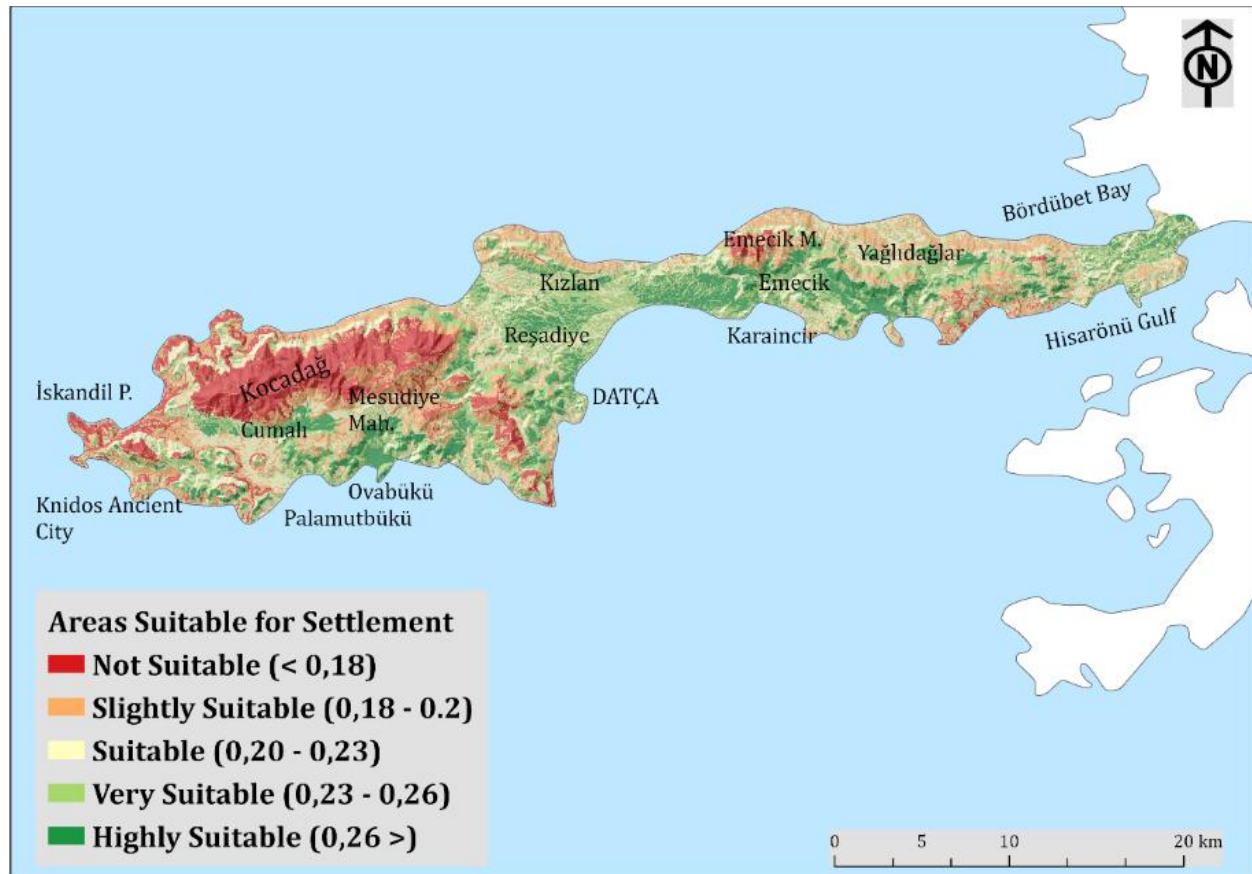 N
Bördübet Bay
Emecik M.
Yağlıdağlar
Kızlan
Emecik
Reşadiye
Karaincir
Hisarönü Gulf
Kocadağ
İskandil P.
Mesudiye
Mah.
DATÇA
Cumalı
Ovabükü
Knidos Ancient
City
Palamutbükü
Areas Suitable for Settlement
Not Suitable (< 0,18)
Slightly Suitable (0,18 - 0.2)
Suitable (0,20 - 0,23)
Very Suitable (0,23 - 0,26)
Highly Suitable (0,26 >)
0 5 10 20 km